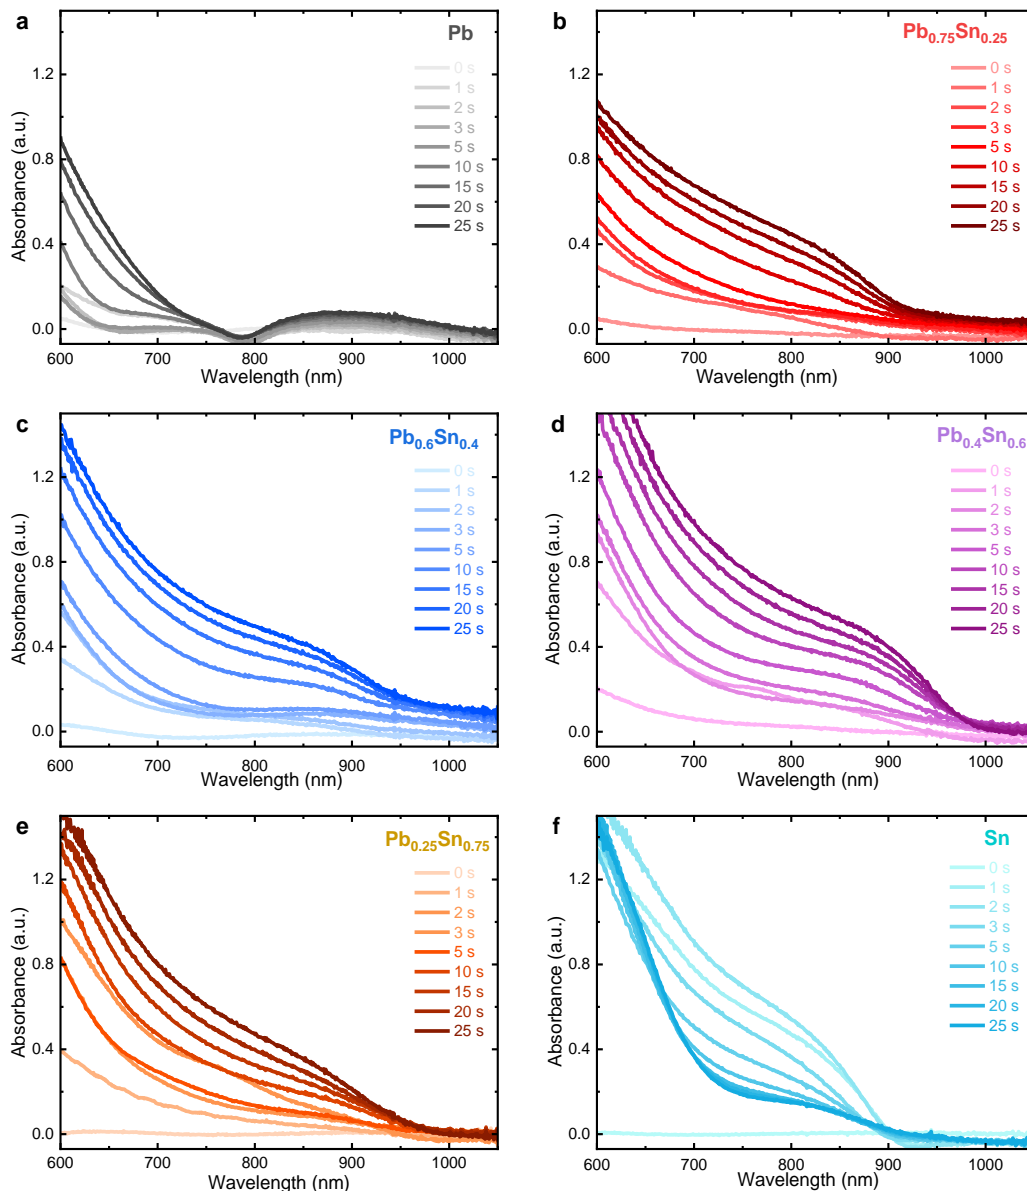 a
Pb
0 s
1 s
2 s
3 s
5 s
10 s
15 s
20 s
25 s
1.2
0.8
0.4
0.0
600 700 800 900 1000
Absorbance (a.u.)
Wavelength (nm)
b
Pb0.75Sn0.25
0 s
1 s
2 s
3 s
5 s
10 s
15 s
20 s
25 s
1.2
0.8
0.4
0.0
600 700 800 900 1000
Absorbance (a.u.)
Wavelength (nm)
c
Pb0.6Sn0.4
0 s
1 s
2 s
3 s
5 s
10 s
15 s
20 s
25 s
1.2
0.8
0.4
0.0
600 700 800 900 1000
Absorbance (a.u.)
Wavelength (nm)
d
Pb0.4Sn0.6
0 s
1 s
2 s
3 s
5 s
10 s
15 s
20 s
25 s
1.2
0.8
0.4
0.0
600 700 800 900 1000
Absorbance (a.u.)
Wavelength (nm)
e
Pb0.25Sn0.75
0 s
1 s
2 s
3 s
5 s
10 s
15 s
20 s
25 s
1.2
0.8
0.4
0.0
600 700 800 900 1000
Absorbance (a.u.)
Wavelength (nm)
f
Sn
0 s
1 s
2 s
3 s
5 s
10 s
15 s
20 s
25 s
1.2
0.8
0.4
0.0
600 700 800 900 1000
Absorbance (a.u.)
Wavelength (nm)